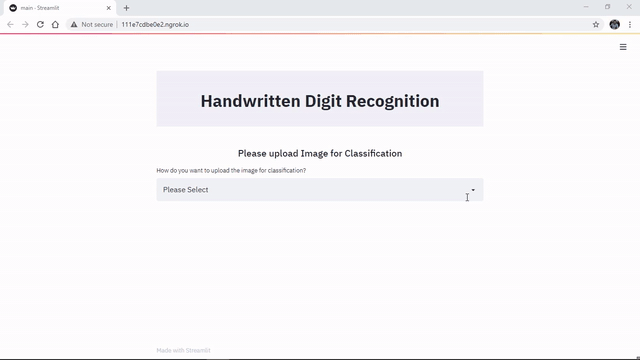 main · Streamlit
Not secure | 111e7cdbe0e2.ngrok.io
Handwritten Digit Recognition
Please upload Image for Classification
How do you want to upload the image for classification?
Please Select
Made with Streamlit